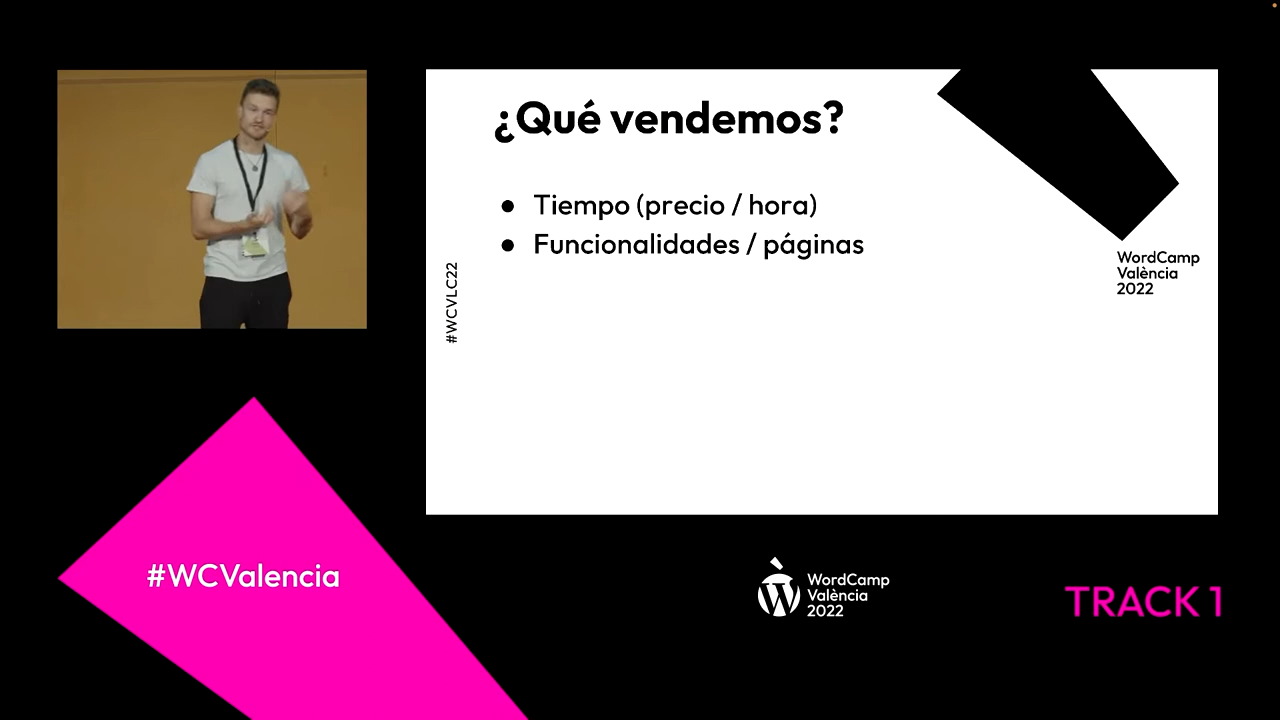 ¿Qué vendemos?
● Tiempo (precio / hora)
● Funcionalidades / páginas
#WCVLC22
WordCamp
València
2022
#WCValencia
WordCamp
València
2022
TRACK 1